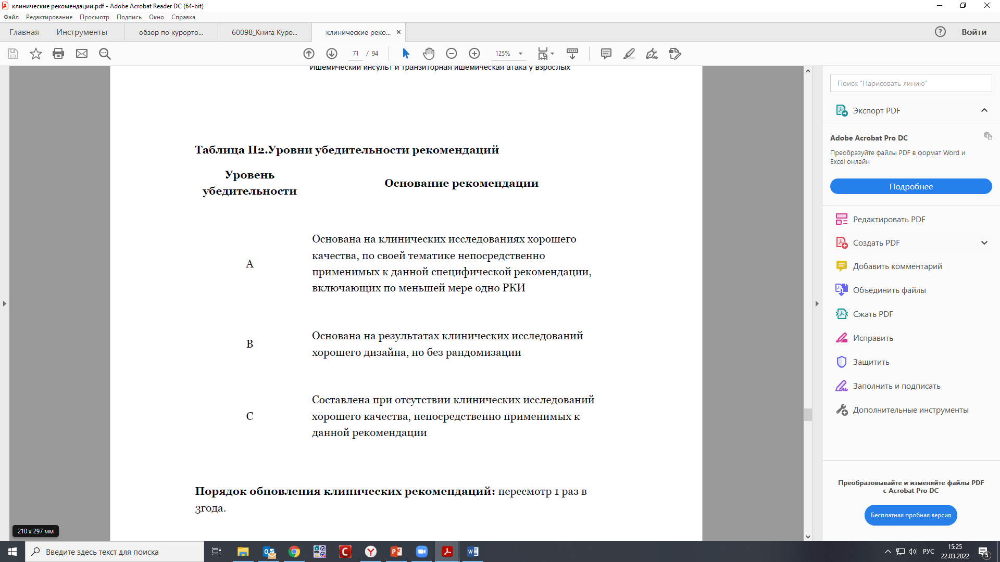 клинические рекомендации.pdf - Adobe Acrobat Reader DC (64-bit)
Файл Редактирование Просмотр Подпись Окно Справка
Главная Инструменты обзор по курорто... 60098_Книга Куро... клинические реко... Войти
71 / 94 125%
Ишемический инсульт и транзиторная ишемическая атака у взрослых
Таблица П2.Уровни убедительности рекомендаций
Уровень
убедительности
Основание рекомендации
A
Основана на клинических исследованиях хорошего
качества, по своей тематике непосредственно
применимых к данной специфической рекомендации,
включающих по меньшей мере одно РКИ
B
Основана на результатах клинических исследований
хорошего дизайна, но без рандомизации
C
Составлена при отсутствии клинических исследований
хорошего качества, непосредственно применимых к
данной рекомендации
Порядок обновления клинических рекомендаций: пересмотр 1 раз в
3года.
210 x 297 мм
Поиск "Нарисовать линию"
Экспорт PDF
Adobe Acrobat Pro DC
Преобразуйте файлы PDF в формат Word и
Excel онлайн
Подробнее
Редактировать PDF
Создать PDF
Добавить комментарий
Объединить файлы
Сжать PDF
Исправить
Защитить
Заполнить и подписать
Дополнительные инструменты
Преобразовывайте и изменяйте файлы PDF
с Acrobat Pro DC
Бесплатная пробная версия
Введите здесь текст для поиска
РУС
15:25
22.03.2022
5